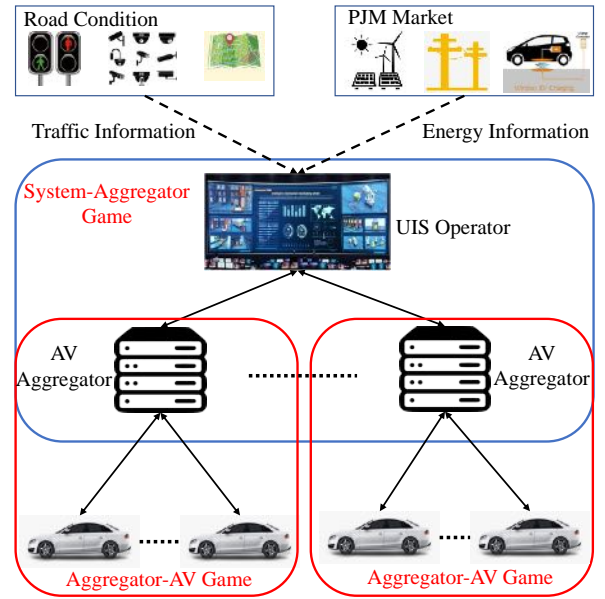 Road Condition
PJM Market
Traffic Information
Energy Information
System-Aggregator
Game
UIS Operator
AV
Aggregator
AV
Aggregator
Aggregator-AV Game
Aggregator-AV Game